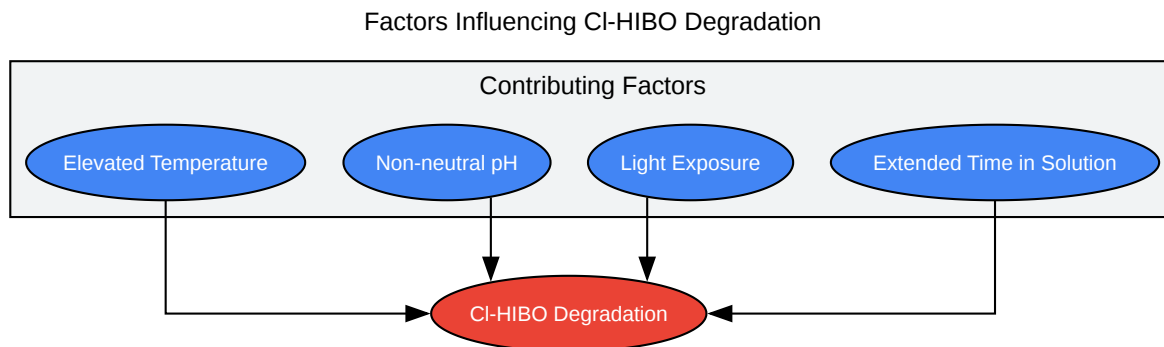 Factors Influencing Cl-HIBO Degradation
Contributing Factors
Elevated Temperature
Non-neutral pH
Light Exposure
Extended Time in Solution
Cl-HIBO Degradation